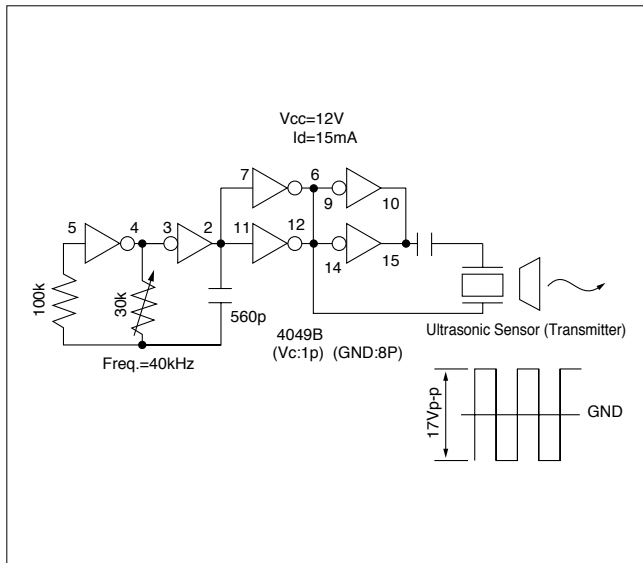 Vcc=12V
Id=15mA
7
6
9
10
5
4
3
2
11
12
14
15
100k
30k
560p
Freq.=40kHz
4049B
(Vc:1p) (GND:8P)
Ultrasonic Sensor (Transmitter)
17Vp-p
GND